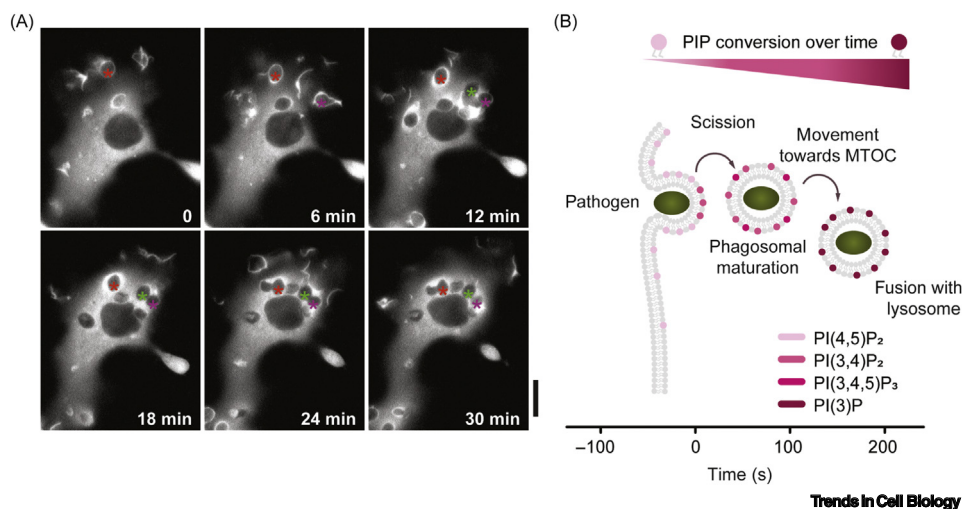 (A)
0
6 min
12 min
18 min
24 min
30 min
(B)
PIP conversion over time
Scission
Movement
towards MTOC
Pathogen
Phagosomal
maturation
Fusion with
lysosome
PI(4,5)P₂
PI(3,4)P₂
PI(3,4,5)P₃
PI(3)P
–100
0
100
200
Time (s)
Trends in Cell Biology